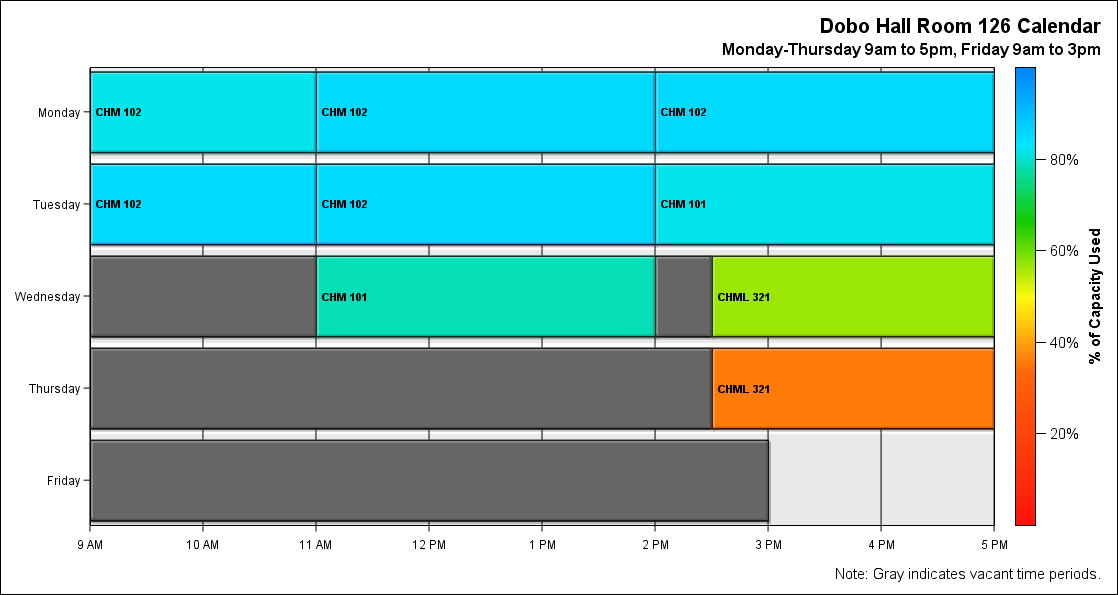 Dobo Hall Room 126 Calendar
Monday-Thursday 9am to 5pm, Friday 9am to 3pm
Monday
CHM 102
CHM 102
CHM 102
Tuesday
CHM 102
CHM 102
CHM 101
Wednesday
CHM 101
CHML 321
Thursday
CHML 321
Friday
9 AM
10 AM
11 AM
12 PM
1 PM
2 PM
3 PM
4 PM
5 PM
80%
60%
40%
20%
% of Capacity Used
Note: Gray indicates vacant time periods.